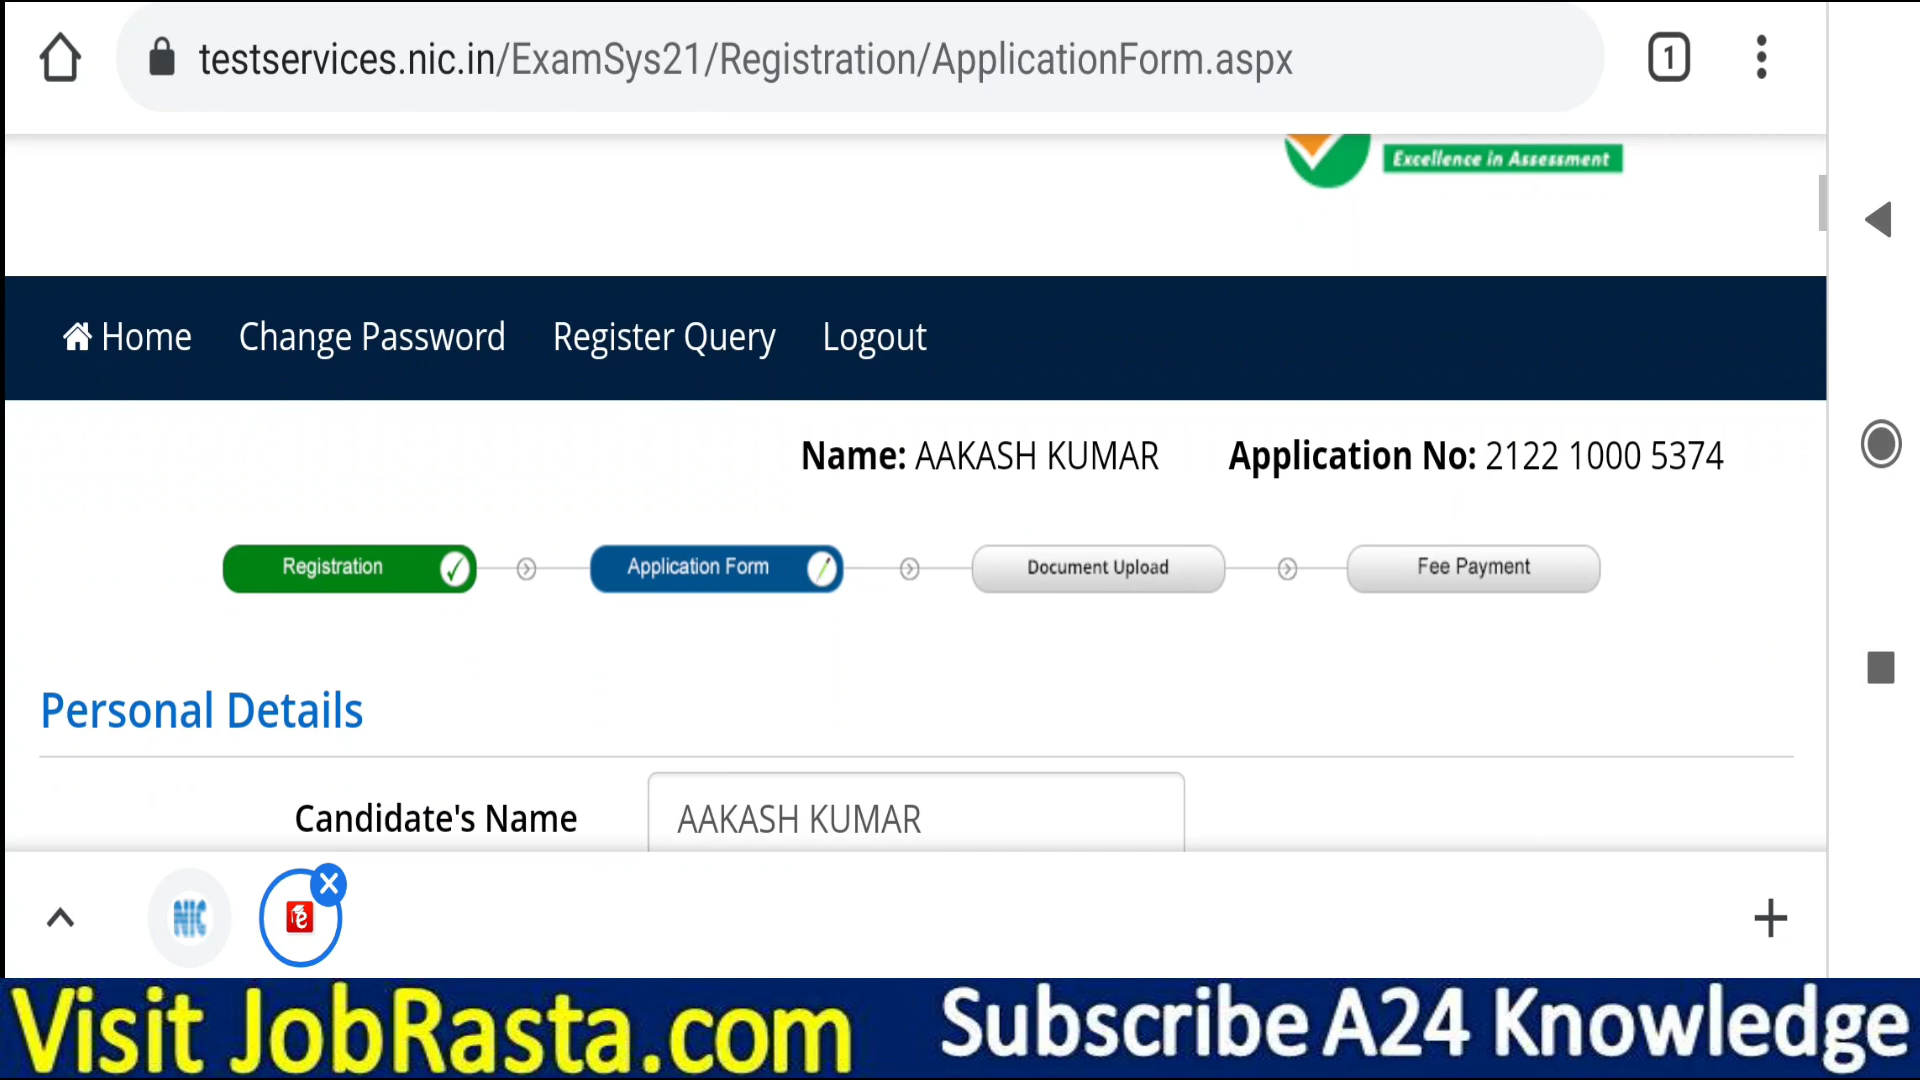 testservices.nic.in/ExamSys21/Registration/ApplicationForm.aspx
1
Excellence in Assessment
Home Change Password Register Query Logout
Name: AAKASH KUMAR Application No: 2122 1000 5374
Registration Application Form Document Upload Fee Payment
Personal Details
Candidate's Name AAKASH KUMAR
NIC
Visit JobRasta.com Subscribe A24 Knowledge